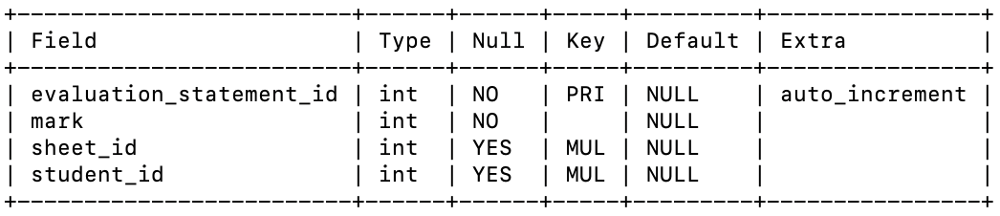 +-----------------------+------+------+-----+---------+----------------+
| Field                   | Type | Null | Key | Default | Extra          |
+-----------------------+------+------+-----+---------+----------------+
| evaluation_statement_id | int  | NO   | PRI | NULL    | auto_increment |
| mark                    | int  | NO   |     | NULL    |                |
| sheet_id                | int  | YES  | MUL | NULL    |                |
| student_id              | int  | YES  | MUL | NULL    |                |
+-----------------------+------+------+-----+---------+----------------+